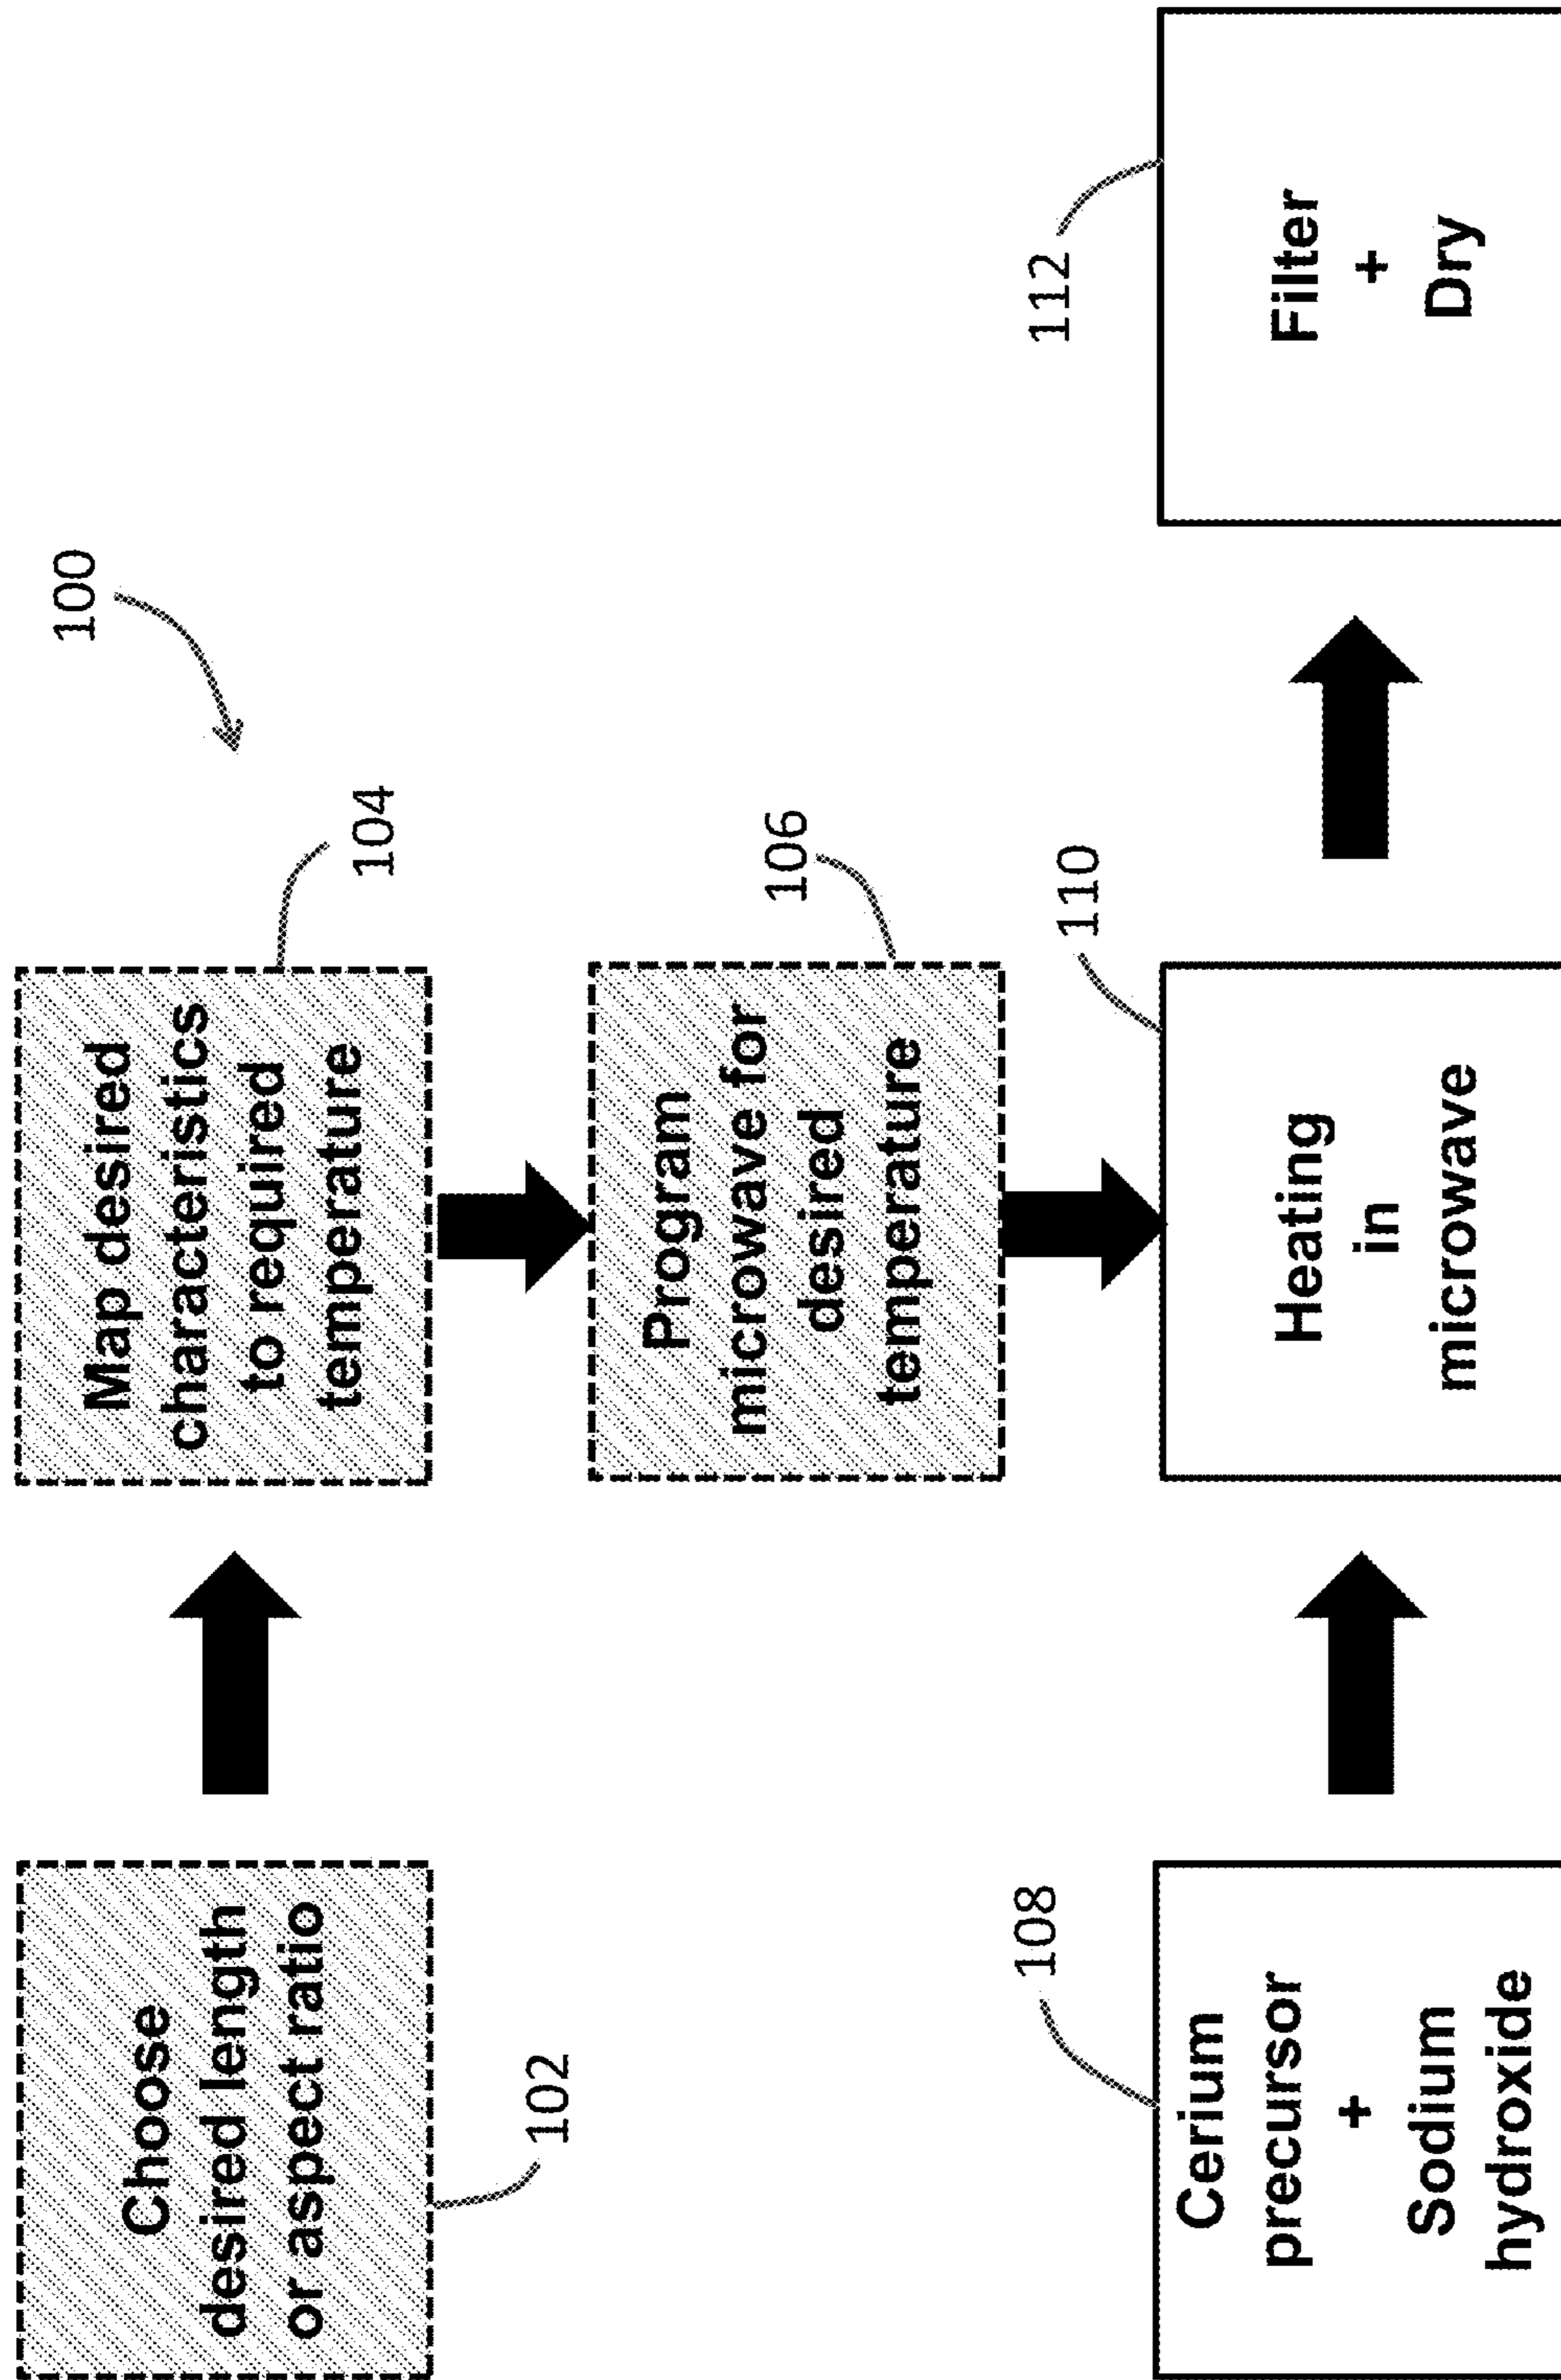 100
Choose
desired length
or aspect ratio
102
Map desired
characteristics
to required
temperature
104
Program
microwave for
desired
temperature
106
108
Cerium
precursor
+
Sodium
hydroxide
110
Heating
in
microwave
112
Filter
+
Dry